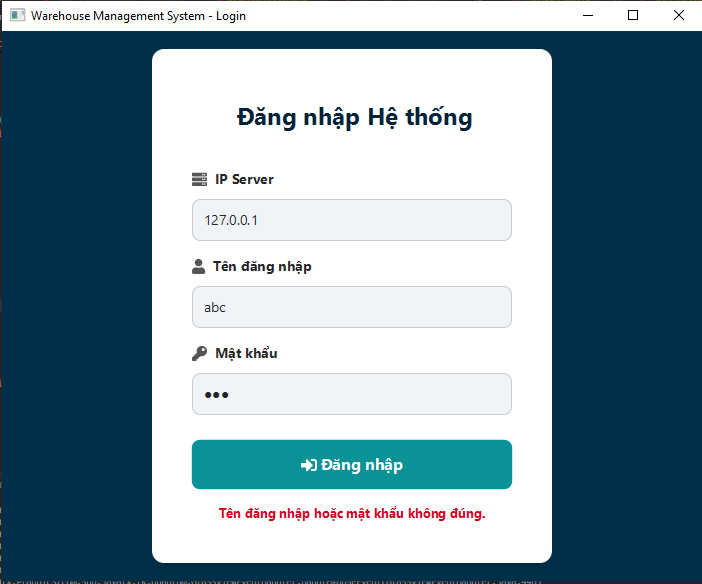 Warehouse Management System - Login
Đăng nhập Hệ thống
IP Server
127.0.0.1
Tên đăng nhập
abc
Mật khẩu
●●●
Đăng nhập
Tên đăng nhập hoặc mật khẩu không đúng.